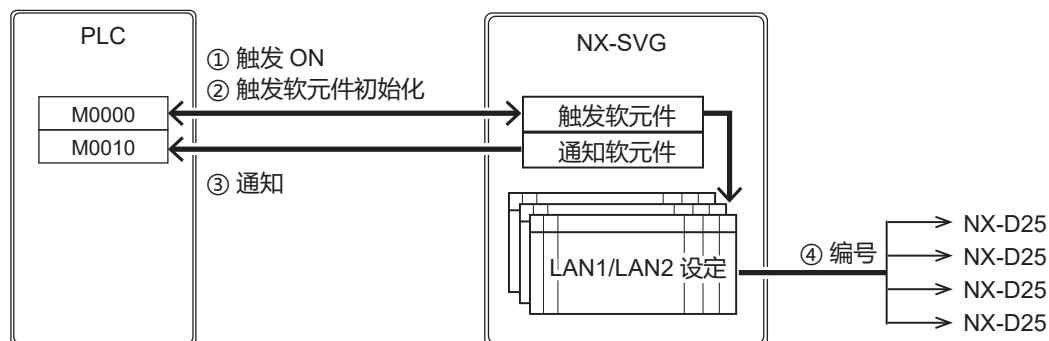 PLC
NX-SVG
① 触发 ON
② 触发软元件初始化
M0000
触发软元件
M0010
通知软元件
③ 通知
LAN1/LAN2 设定
④ 编号
NX-D25
NX-D25
NX-D25
NX-D25